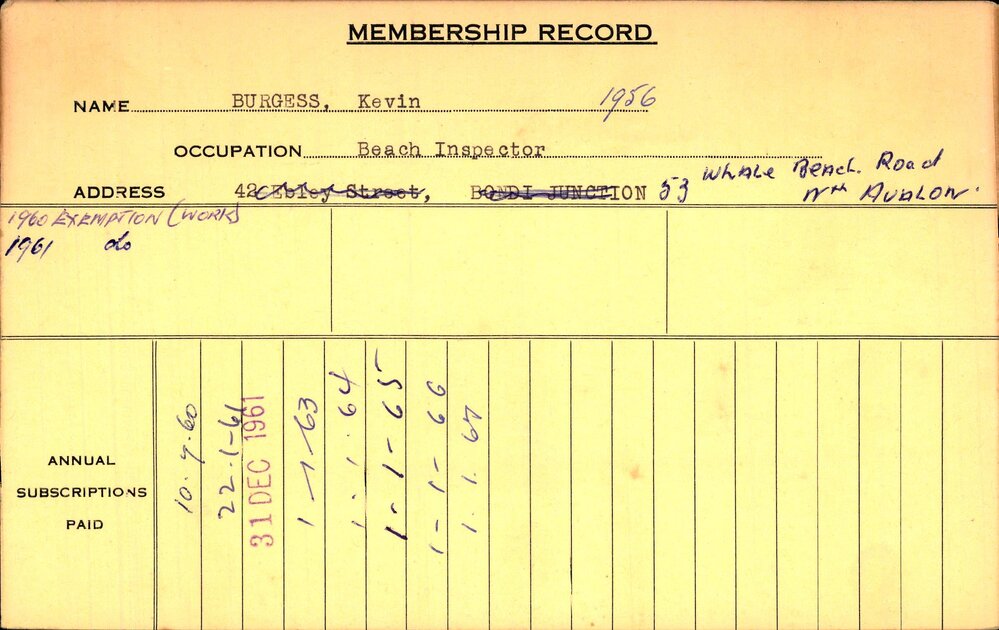 MEMBERSHIP RECORD
NAME BURGESS, Kevin 1956
OCCUPATION Beach Inspector
ADDRESS 42 Ebley Street, BONDI JUNCTION 53 Whale Beach Road
Nth Avalon.
1960 EXEMPTION (WORK)
1961 do
ANNUAL SUBSCRIPTIONS PAID
10.7.60
22-1-61
31 DEC 1961
1-1-63
1.1.64
1-1-65
1-1-66
1.1.67